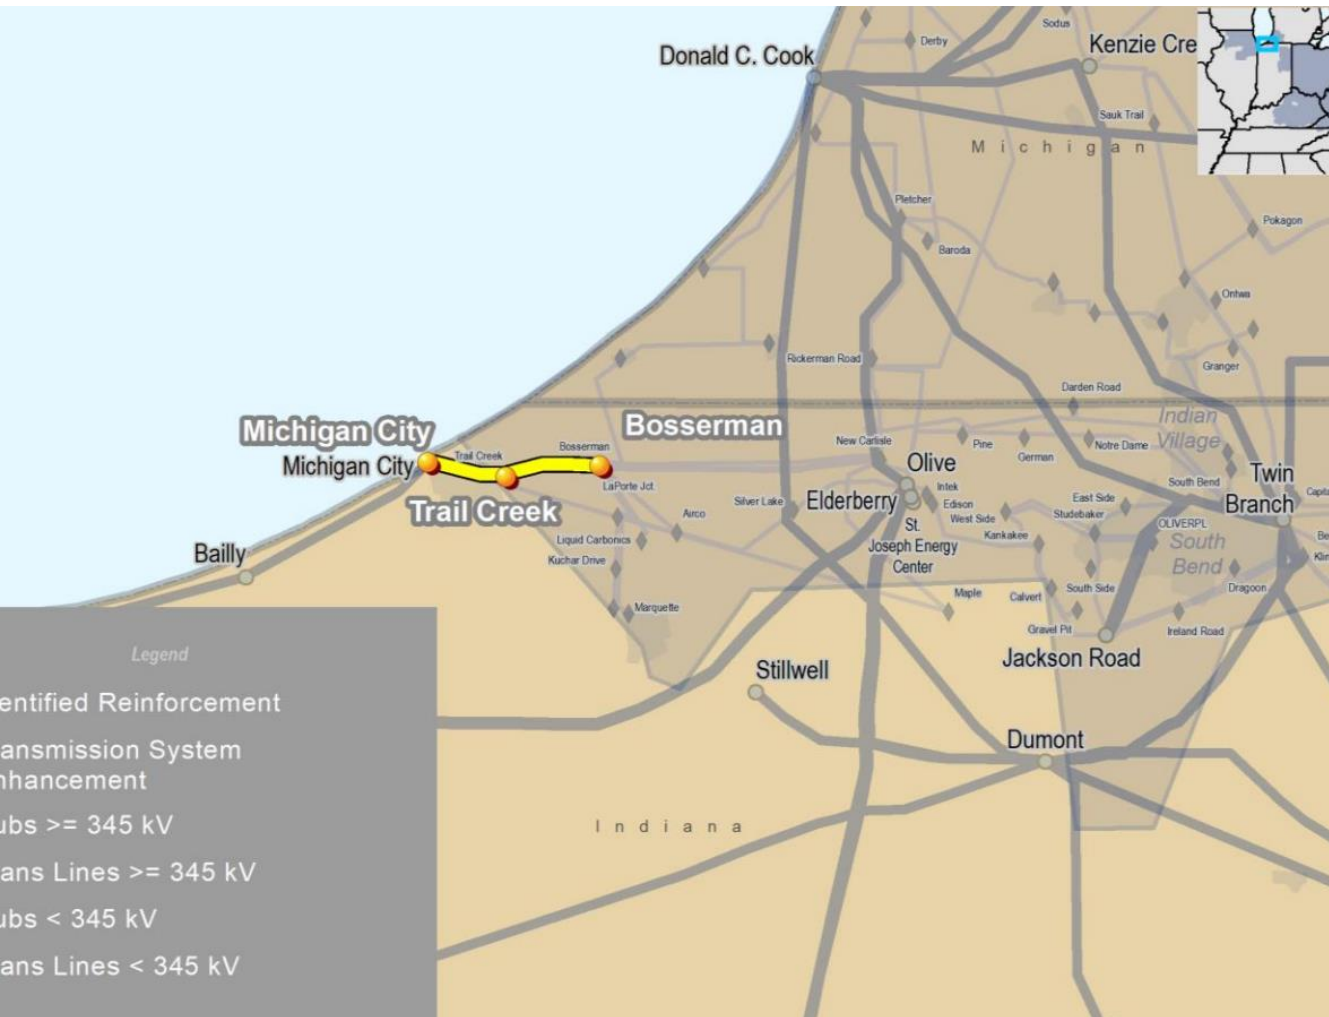 Sodus
Derby
Donald C. Cook
Kenzie Cre
Sauk Trail
Michigan
Pletcher
Pokagon
Baroda
Ontwa
Rickerman Road
Granger
Darden Road
Indian
Village
Michigan City
Bosserman
Bosserman
New Carlisle
Pine
Notre Dame
German
Trail Creek
Michigan City
Olive
LaPorte Jct.
South Bend
Twin
Branch
Intek
Capit
Trail Creek
Silver Lake
Elderberry
Edison
East Side
West Side
Studebaker
Airco
St.
Joseph Energy
Center
OLIVERPL
Kankakee
South
Bend
Be
Liquid Carbonics
Bailly
Kuchar Drive
Klin
Maple
Calvert
South Side
Dragoon
Marquette
Gravel Pit
Ireland Road
Jackson Road
Stillwell
Dumont
Indiana
Legend
entified Reinforcement
ansmission System
nhancement
ubs >= 345 kV
ans Lines >= 345 kV
ubs < 345 kV
ans Lines < 345 kV